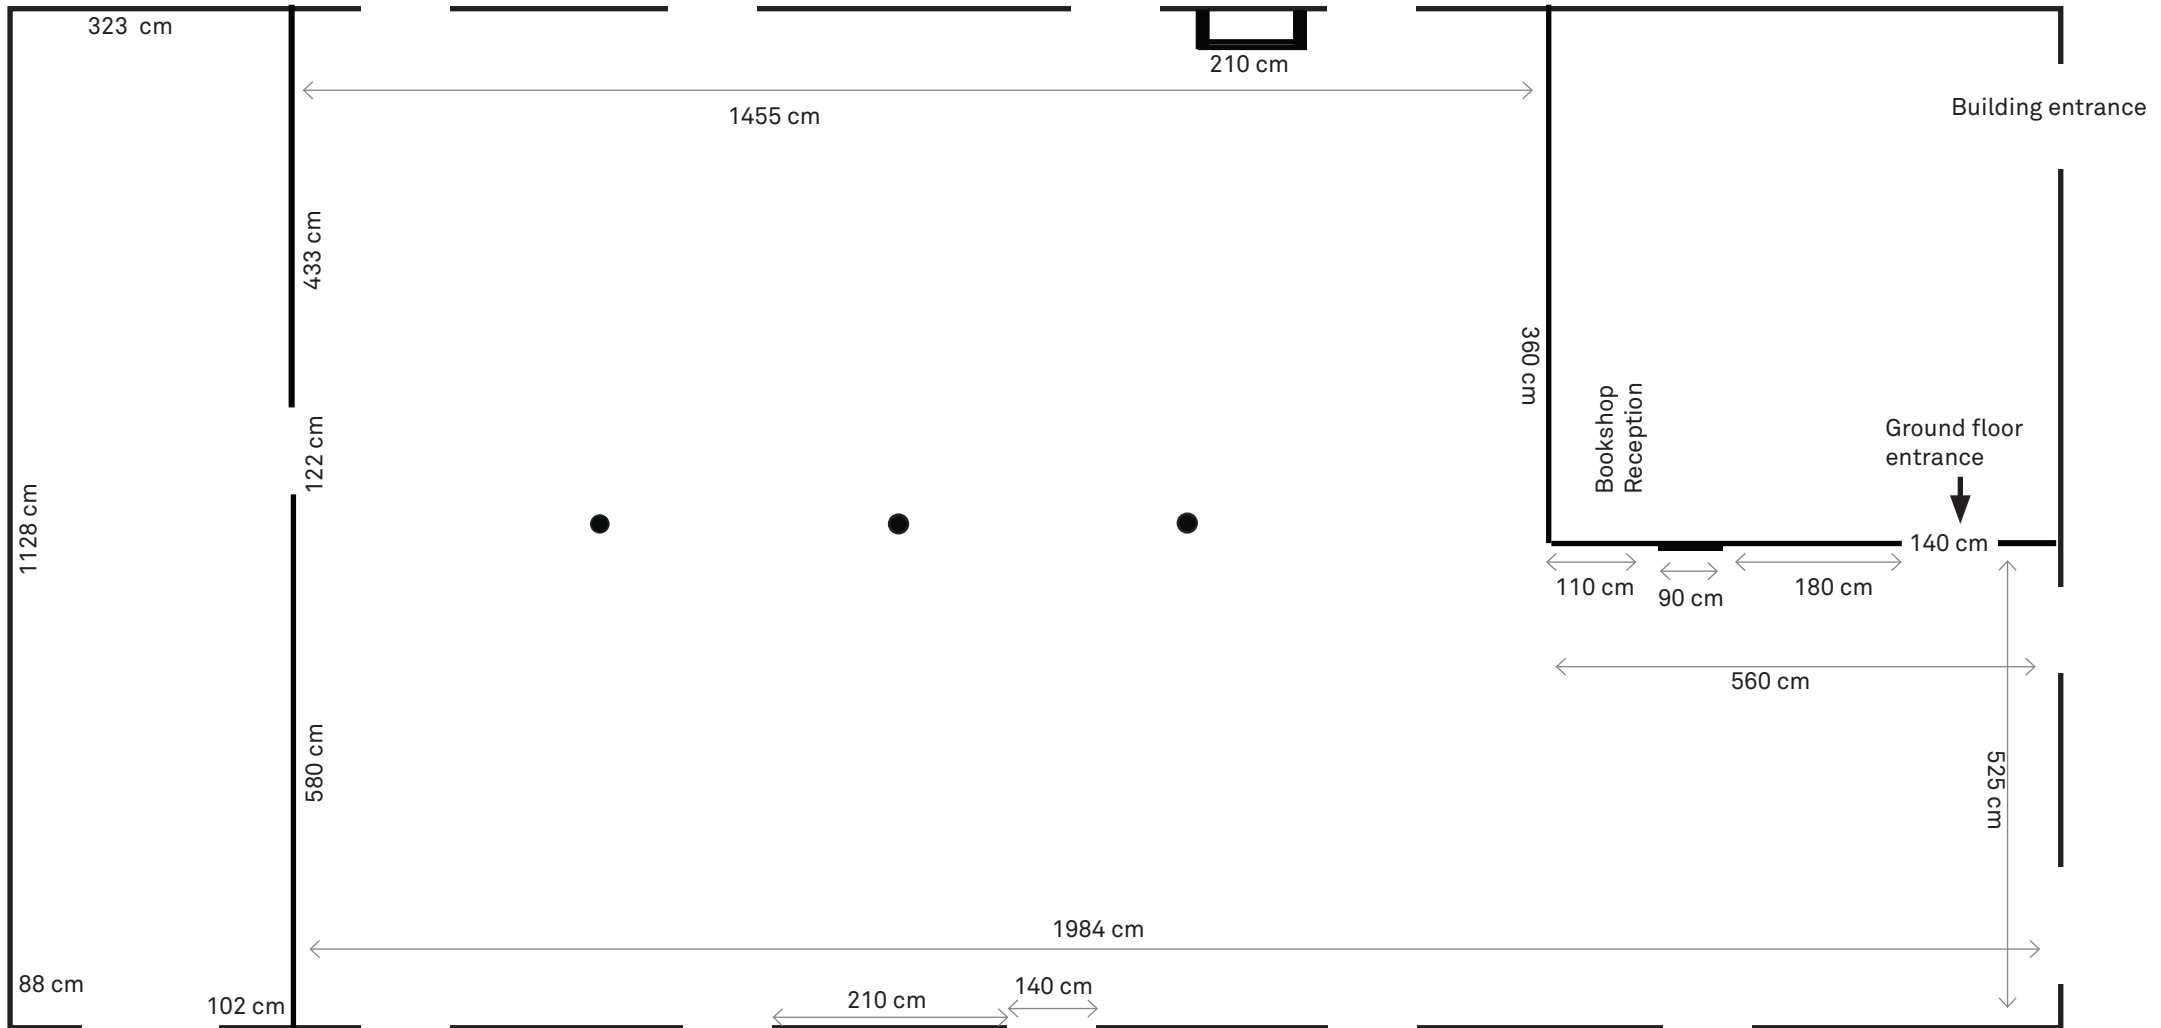 323 cm
210 cm
1455 cm
Building entrance
433 cm
360 cm
122 cm
Bookshop
Reception
Ground floor
entrance
1128 cm
140 cm
110 cm
90 cm
180 cm
560 cm
580 cm
525 cm
1984 cm
88 cm
102 cm
210 cm
140 cm